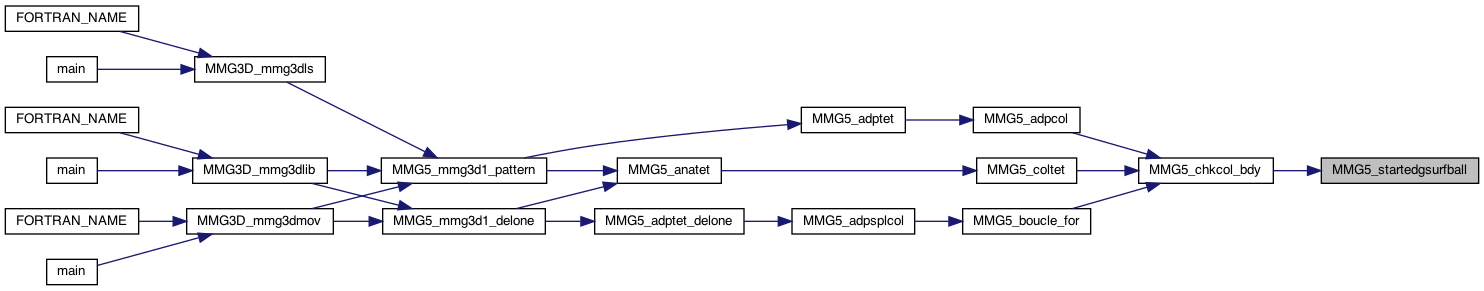 FORTRAN_NAME
main
MMG3D_mmg3dls
FORTRAN_NAME
MMG5_adptet
MMG5_adpcol
main
MMG3D_mmg3dlib
MMG5_mmg3d1_pattern
MMG5_anatet
MMG5_coltet
MMG5_chkcol_bdy
MMG5_startedgsurfball
FORTRAN_NAME
MMG3D_mmg3dmov
MMG5_mmg3d1_delone
MMG5_adptet_delone
MMG5_adpsplcol
MMG5_boucle_for
main